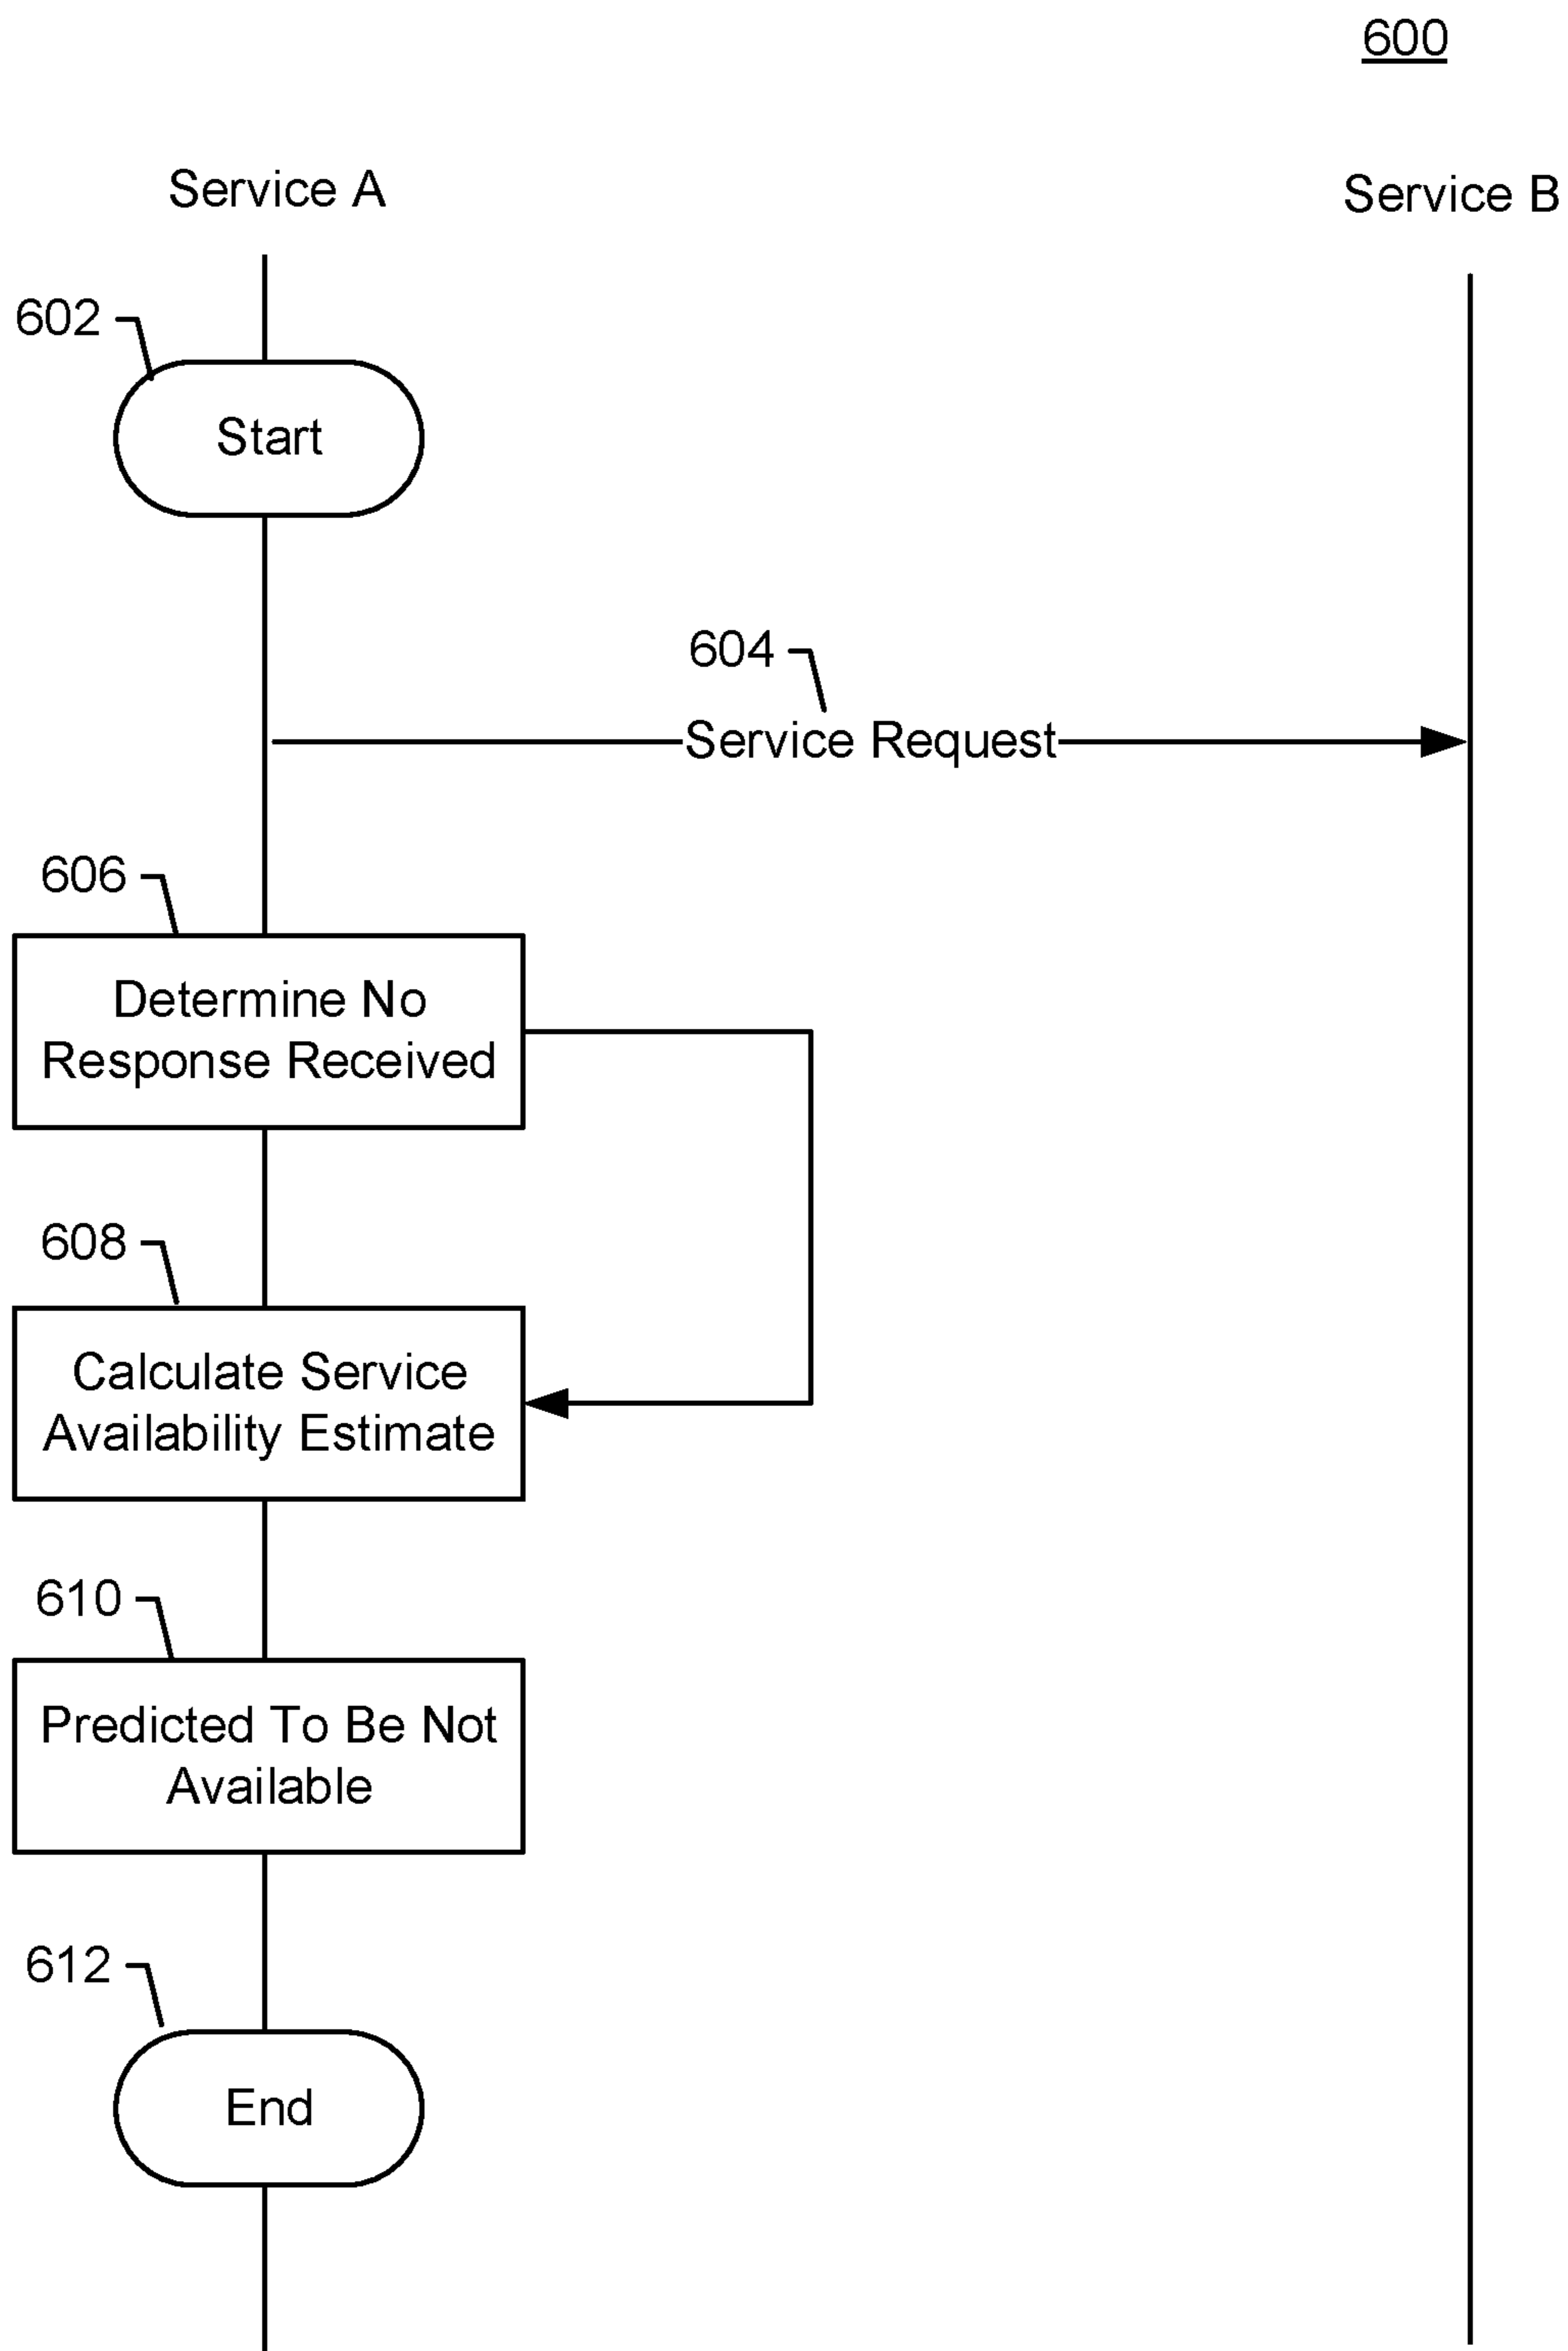 600
Service A
Service B
602
Start
604
Service Request
606
Determine No
Response Received
608
Calculate Service
Availability Estimate
610
Predicted To Be Not
Available
612
End